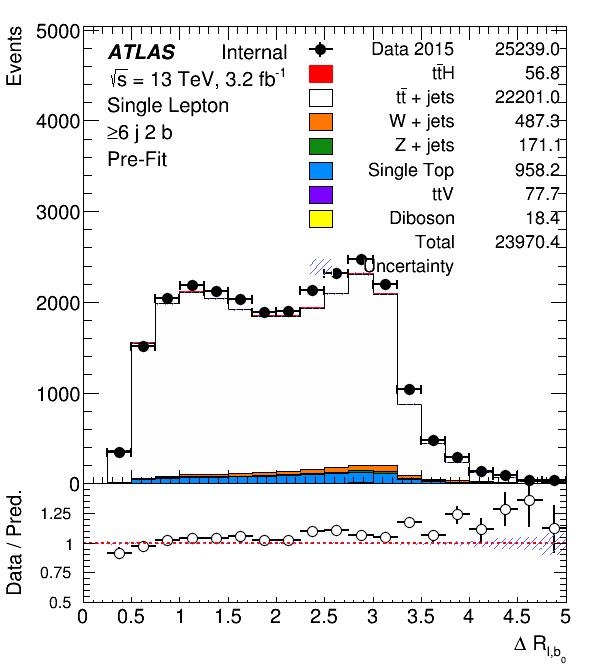 Events
5000
4000
3000
2000
1000
0
ATLAS Internal
√s = 13 TeV, 3.2 fb⁻¹
Single Lepton
≥6 j 2 b
Pre-Fit
Data 2015 25239.0
tt̄H 56.8
tt̄ + jets 22201.0
W + jets 487.3
Z + jets 171.1
Single Top 958.2
ttV 77.7
Diboson 18.4
Total 23970.4
Uncertainty
Data / Pred.
1.25
1
0.75
0.5
0 0.5 1 1.5 2 2.5 3 3.5 4 4.5 5
Δ R_{l,b_0}